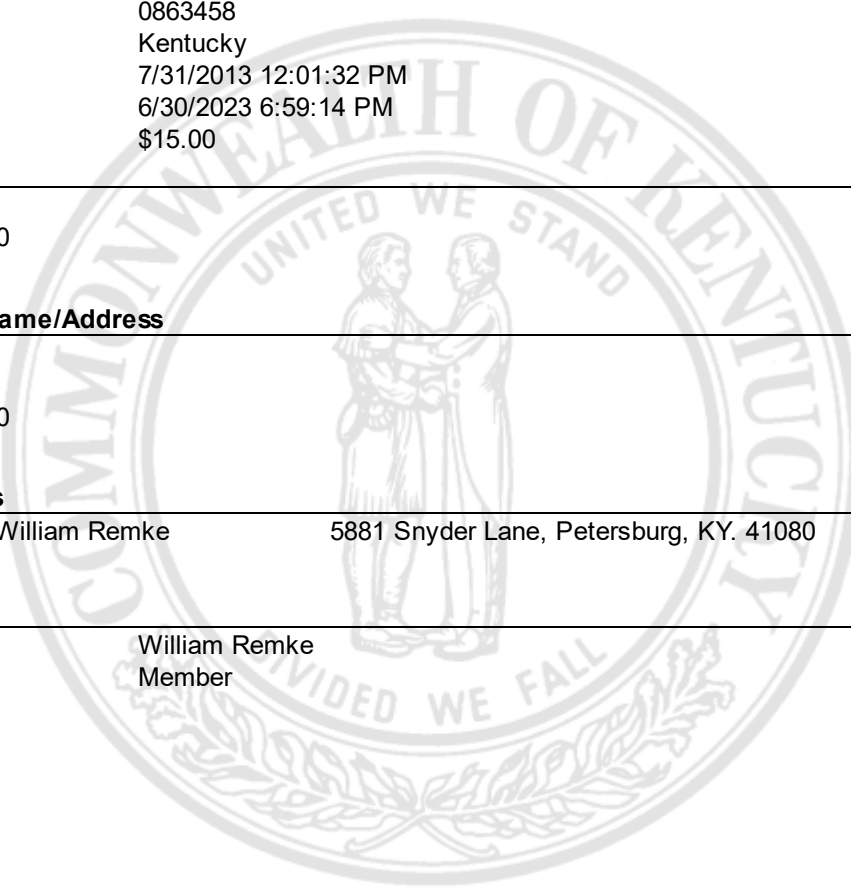 0863458
Kentucky
7/31/2013 12:01:32 PM
6/30/2023 6:59:14 PM
$15.00
COMMONWEALTH OF KENTUCKY
UNITED WE STAND
0
ame/Address
0
s
William Remke 5881 Snyder Lane, Petersburg, KY. 41080
William Remke
Member
DIVIDED WE FALL